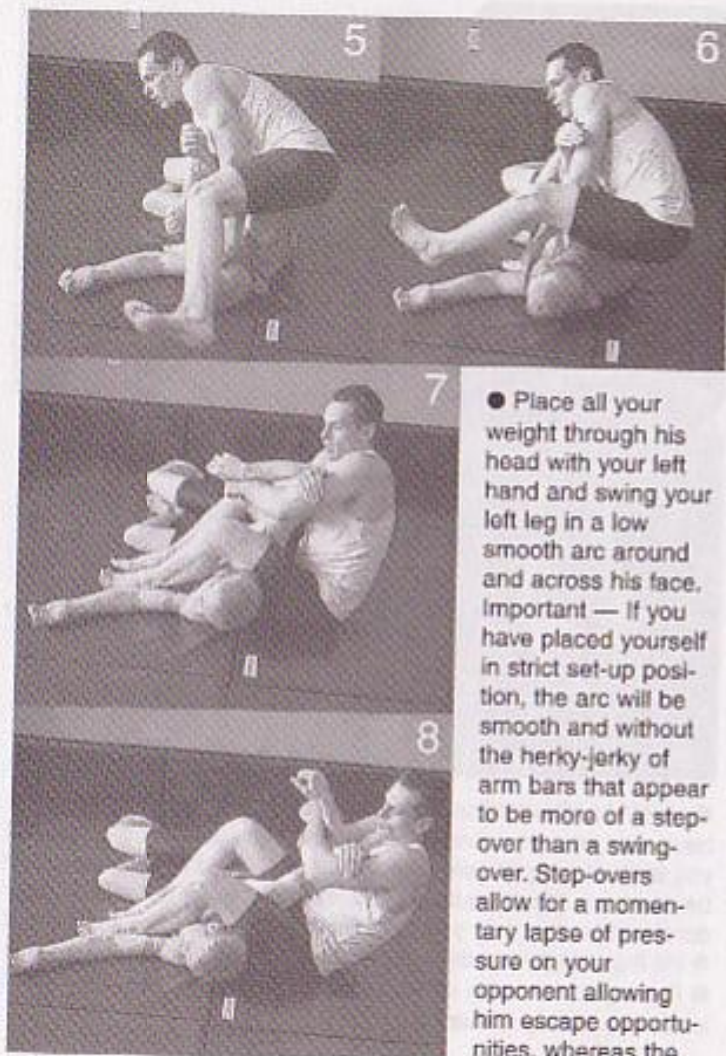 5
6
7
8
● Place all your
weight through his
head with your left
hand and swing your
left leg in a low
smooth arc around
and across his face.
Important — If you
have placed yourself
in strict set-up posi-
tion, the arc will be
smooth and without
the herky-jerky of
arm bars that appear
to be more of a step-
over than a swing-
over. Step-overs
allow for a momen-
tary lapse of pres-
sure on your
opponent allowing
him escape opportu-
nities, whereas the